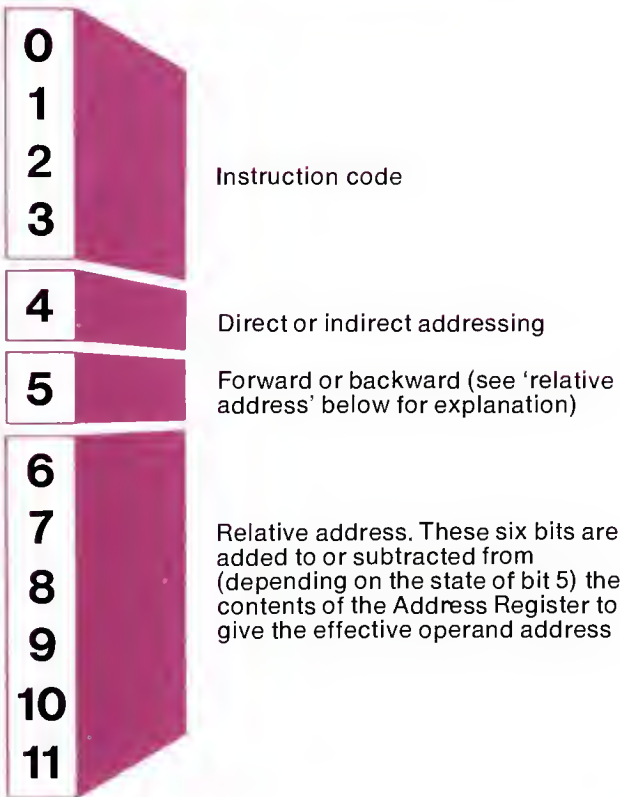 0
1
2
3
Instruction code
4
Direct or indirect addressing
5
Forward or backward (see ‘relative
address’ below for explanation)
6
7
8
9
10
11
Relative address. These six bits are
added to or subtracted from
(depending on the state of bit 5) the
contents of the Address Register to
give the effective operand address